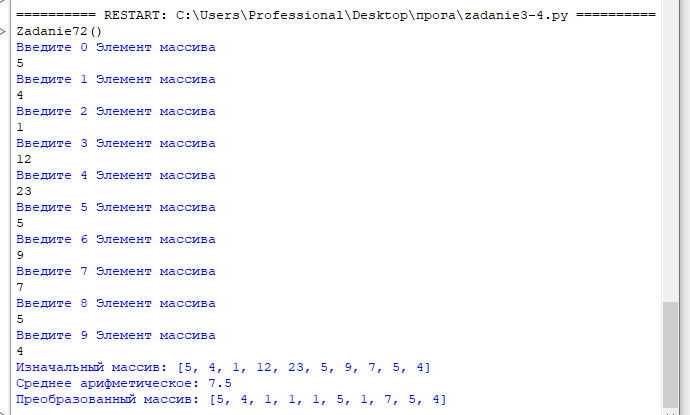 ========== RESTART: C:\Users\Professional\Desktop\прога\zadanie3-4.py ==========
Zadanie72()
Введите 0 Элемент массива
5
Введите 1 Элемент массива
4
Введите 2 Элемент массива
1
Введите 3 Элемент массива
12
Введите 4 Элемент массива
23
Введите 5 Элемент массива
5
Введите 6 Элемент массива
9
Введите 7 Элемент массива
7
Введите 8 Элемент массива
5
Введите 9 Элемент массива
4
Изначальный массив: [5, 4, 1, 12, 23, 5, 9, 7, 5, 4]
Среднее арифметическое: 7.5
Преобразованный массив: [5, 4, 1, 1, 1, 5, 1, 7, 5, 4]